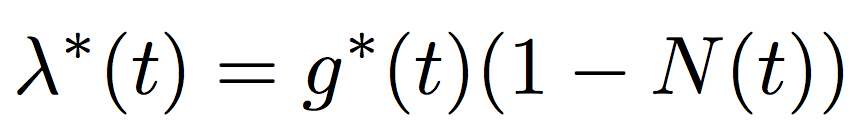 λ*(t) = g*(t)(1 − N(t))